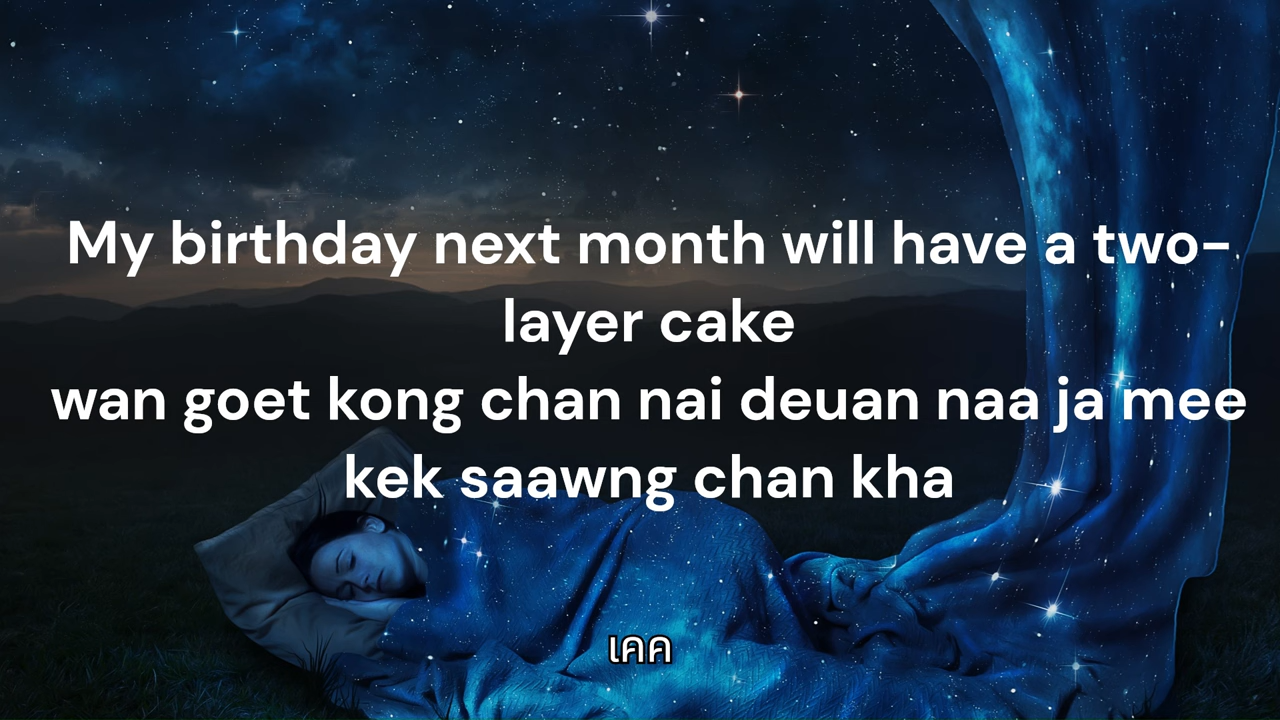 My birthday next month will have a two-
layer cake
wan goet kong chan nai deuan naa ja mee
kek saawng chan kha
เคค